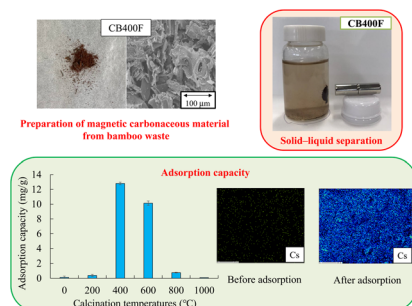 CB400F
100 µm
Preparation of magnetic carbonaceous material
from bamboo waste
CB400F
Solid–liquid separation
Adsorption capacity
Adsorption capacity (mg/g)
14
12
10
8
6
4
2
0
0 200 400 600 800 1000
Calcination temperatures (°C)
Cs
Cs
Before adsorption
After adsorption